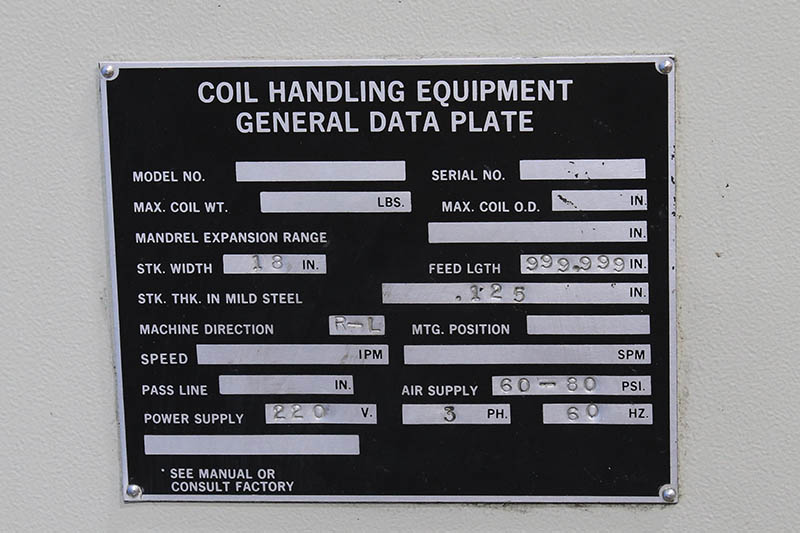 COIL HANDLING EQUIPMENT
GENERAL DATA PLATE
MODEL NO. SERIAL NO.
MAX. COIL WT. LBS. MAX. COIL O.D. IN.
MANDREL EXPANSION RANGE IN.
STK. WIDTH 18 IN. FEED LGTH 999.999 IN.
STK. THK. IN MILD STEEL .125 IN.
MACHINE DIRECTION R-L MTG. POSITION
SPEED IPM SPM
PASS LINE IN. AIR SUPPLY 60-80 PSI.
POWER SUPPLY 220 V. 3 PH. 60 HZ.
* SEE MANUAL OR
CONSULT FACTORY